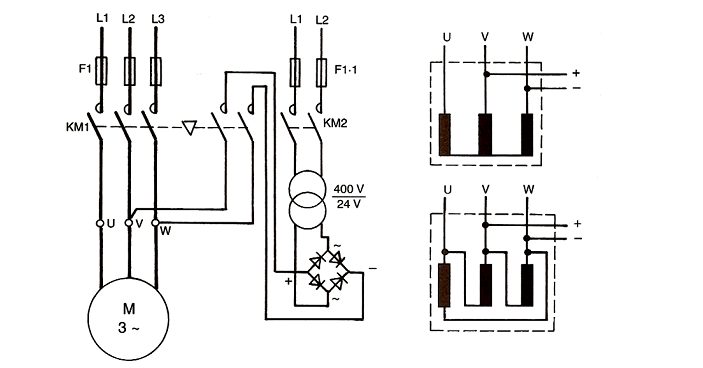 L1 L2 L3
L1 L2
F1
F1·1
KM1
KM2
400 V
24 V
U
V
W
M
3 ~
~
+
−
~
U V W
+
−
U V W
+
−